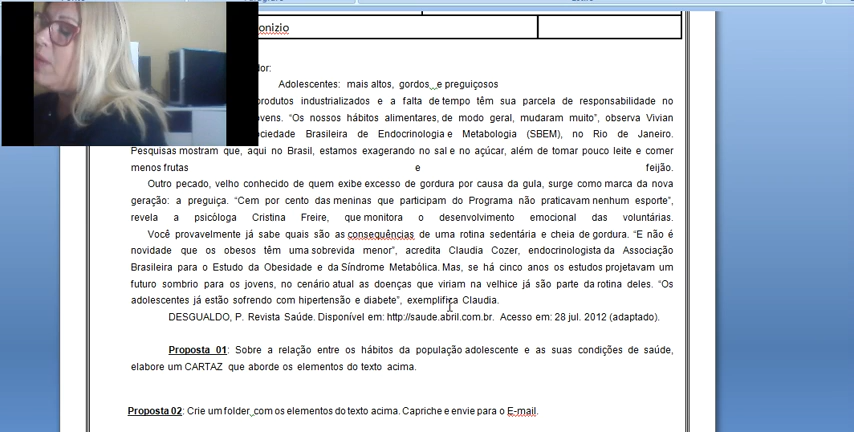 onizio
dor:
Adolescentes: mais altos, gordos e preguiçosos
produtos industrializados e a falta de tempo têm sua parcela de responsabilidade no
ovens. “Os nossos hábitos alimentares, de modo geral, mudaram muito”, observa Vivian
ociedade Brasileira de Endocrinologia e Metabologia (SBEM), no Rio de Janeiro.
Pesquisas mostram que, aqui no Brasil, estamos exagerando no sal e no açúcar, além de tomar pouco leite e comer
menos frutas e feijão.
Outro pecado, velho conhecido de quem exibe excesso de gordura por causa da gula, surge como marca da nova
geração: a preguiça. “Cem por cento das meninas que participam do Programa não praticavam nenhum esporte”,
revela a psicóloga Cristina Freire, que monitora o desenvolvimento emocional das voluntárias.
Você provavelmente já sabe quais são as consequências de uma rotina sedentária e cheia de gordura. “E não é
novidade que os obesos têm uma sobrevida menor”, acredita Claudia Cozer, endocrinologista da Associação
Brasileira para o Estudo da Obesidade e da Síndrome Metabólica. Mas, se há cinco anos os estudos projetavam um
futuro sombrio para os jovens, no cenário atual as doenças que viriam na velhice já são parte da rotina deles. “Os
adolescentes já estão sofrendo com hipertensão e diabete”, exemplifica Claudia.
DESGUALDO, P. Revista Saúde. Disponível em: http://saude.abril.com.br. Acesso em: 28 jul. 2012 (adaptado).
Proposta 01: Sobre a relação entre os hábitos da população adolescente e as suas condições de saúde,
elabore um CARTAZ que aborde os elementos do texto acima.
Proposta 02: Crie um folder com os elementos do texto acima. Capriche e envie para o E-mail.